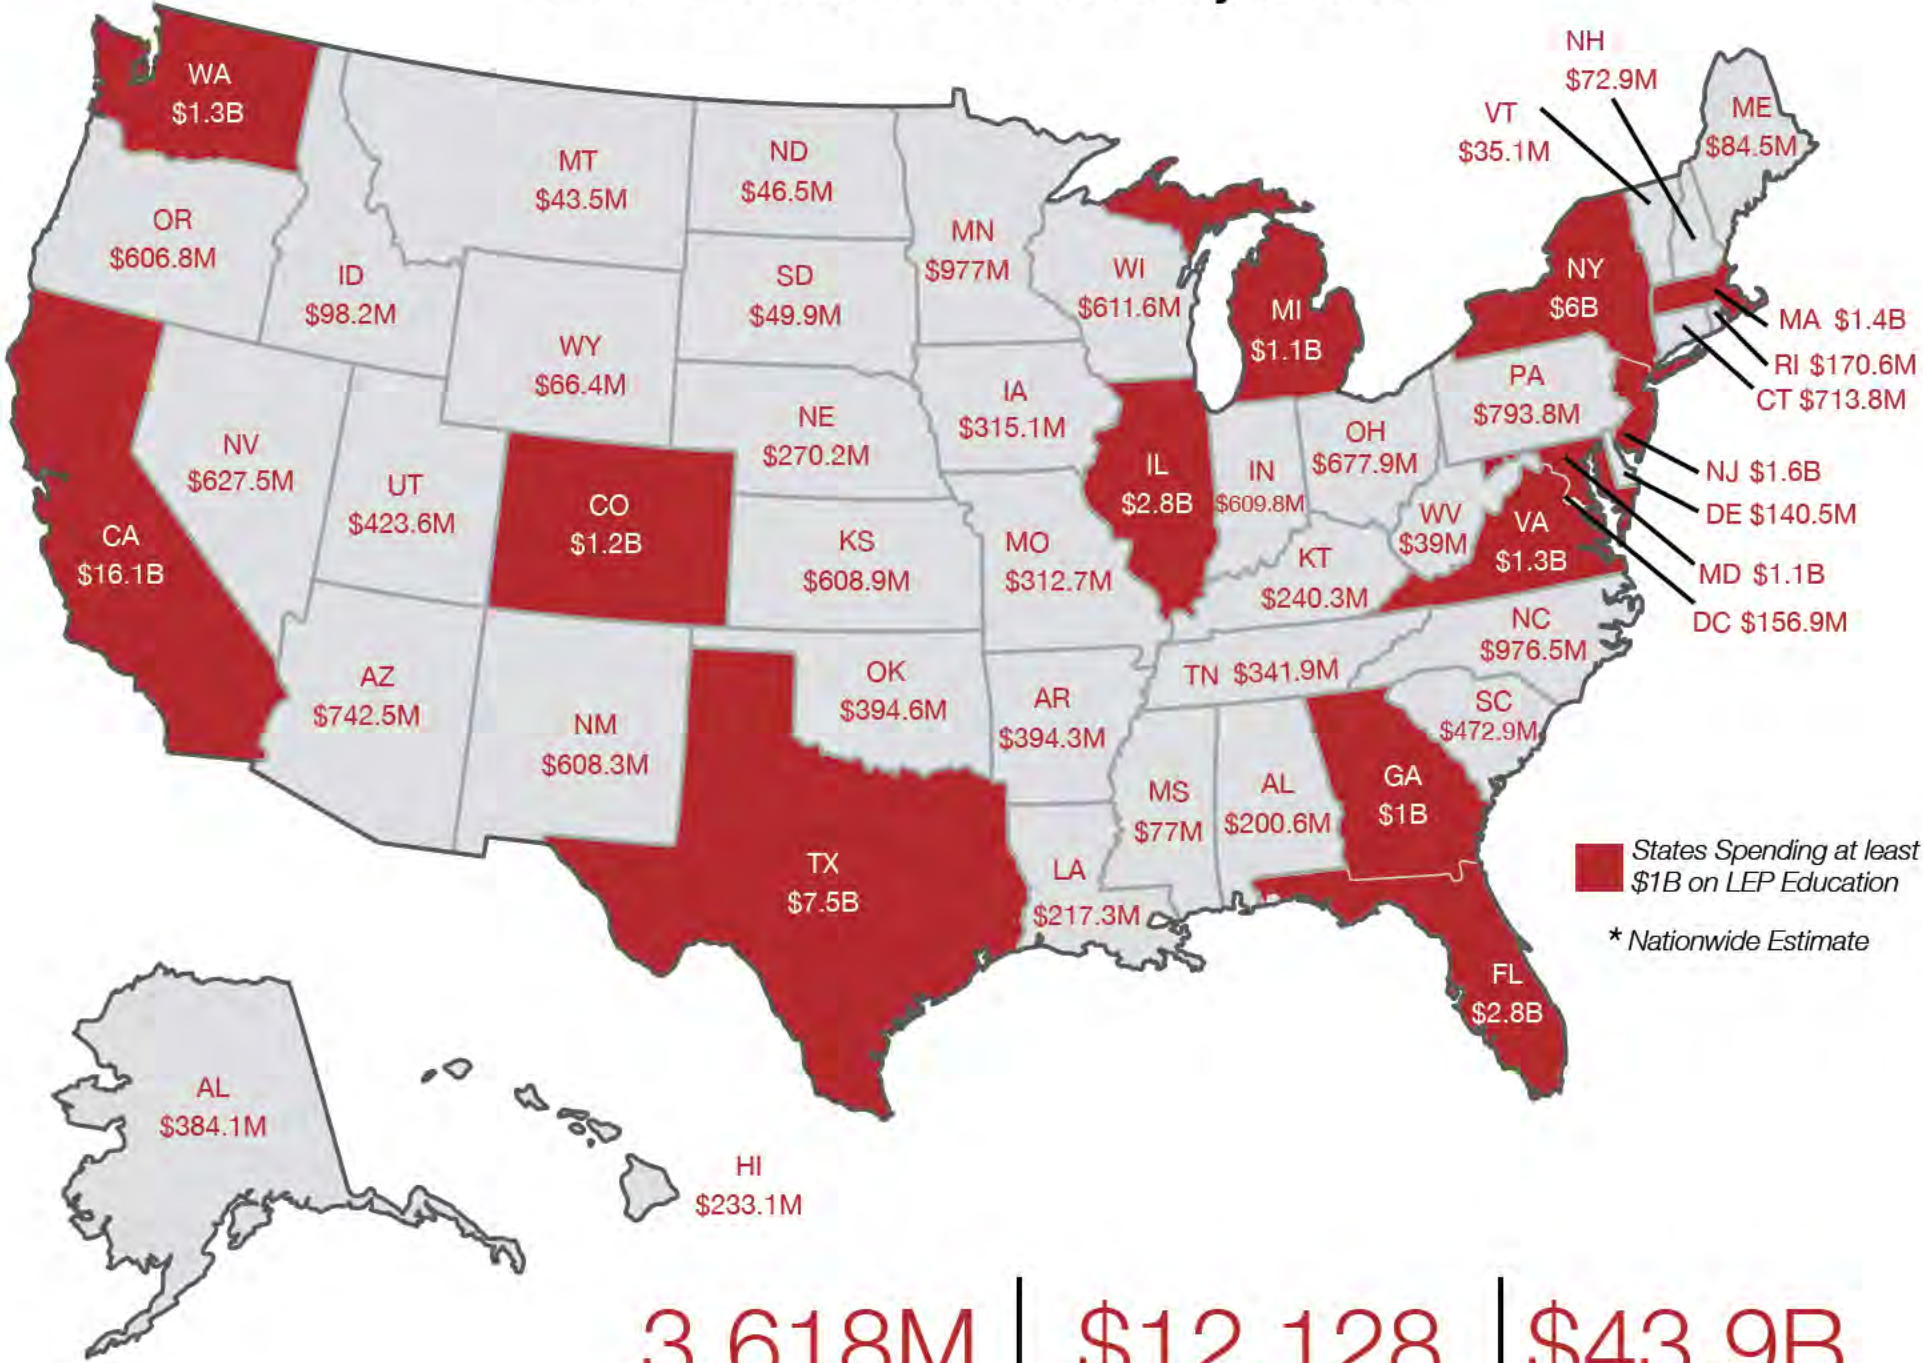 WA
$1.3B
OR
$606.8M
CA
$16.1B
ID
$98.2M
NV
$627.5M
MT
$43.5M
WY
$66.4M
UT
$423.6M
CO
$1.2B
AZ
$742.5M
NM
$608.3M
ND
$46.5M
SD
$49.9M
NE
$270.2M
KS
$608.9M
OK
$394.6M
TX
$7.5B
MN
$977M
IA
$315.1M
MO
$312.7M
AR
$394.3M
LA
$217.3M
WI
$611.6M
IL
$2.8B
MI
$1.1B
IN
$609.8M
OH
$677.9M
KT
$240.3M
TN $341.9M
MS
$77M
AL
$200.6M
GA
$1B
FL
$2.8B
SC
$472.9M
NC
$976.5M
VA
$1.3B
WV
$39M
PA
$793.8M
NY
$6B
VT
$35.1M
NH
$72.9M
ME
$84.5M
MA $1.4B
RI $170.6M
CT $713.8M
NJ $1.6B
DE $140.5M
MD $1.1B
DC $156.9M
States Spending at least
$1B on LEP Education
* Nationwide Estimate
AL
$384.1M
HI
$233.1M
3.618M
$12,128
$43.9B